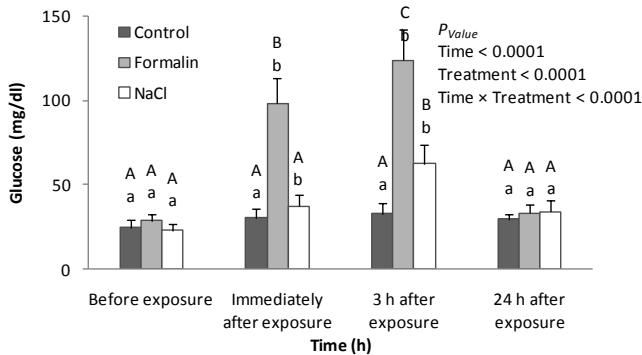 150
100
50
0
Glucose (mg/dl)
Control
Formalin
NaCl
P Value
Time < 0.0001
Treatment < 0.0001
Time × Treatment < 0.0001
A A A
a a a
A B A
a b b
A C B
a b b
A A A
a a a
Before exposure
Immediately
after exposure
3 h after
exposure
24 h after
exposure
Time (h)